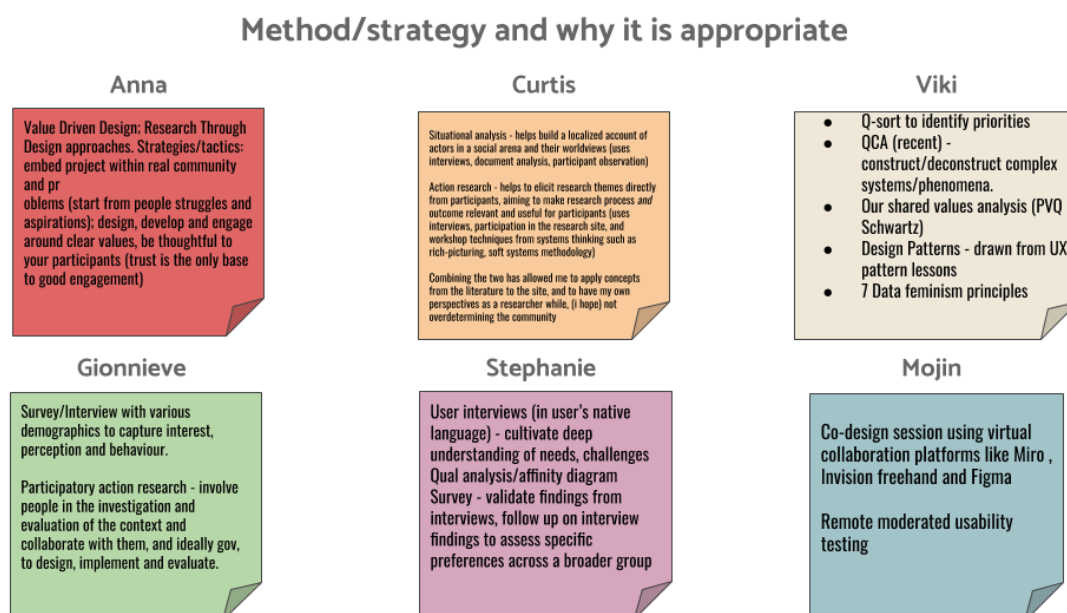 Method/strategy and why it is appropriate
Anna
Value Driven Design; Research Through
Design approaches. Strategies/tactics:
embed project within real community
and pr
oblems (start from people struggles and
aspirations); design, develop and engage
around clear values, be thoughtful to
your participants (trust is the only base
to good engagement)
Curtis
Situational analysis - helps build a localized account of
actors in a social arena and their worldviews (uses
interviews, document analysis, participant observation)
Action research - helps to elicit research themes directly
from participants, aiming to make research process and
outcome relevant and useful for participants (uses
interviews, participation in the research site, and
workshop techniques from systems thinking such as
rich-picturing, soft systems methodology)
Combining the two has allowed me to apply concepts
from the literature to the site, and to have my own
perspectives as a researcher while, (i hope) not
overdetermining the community
Viki
● Q-sort to identify priorities
● QCA (recent) -
construct/deconstruct complex
systems/phenomena.
● Our shared values analysis (PVQ
Schwartz)
● Design Patterns - drawn from UX
pattern lessons
● 7 Data feminism principles
Gionnieve
Survey/Interview with various
demographics to capture interest,
perception and behaviour.
Participatory action research - involve
people in the investigation and
evaluation of the context and
collaborate with them, and ideally gov,
to design, implement and evaluate.
Stephanie
User interviews (in user's native
language) - cultivate deep
understanding of needs, challenges
Qual analysis/affinity diagram
Survey - validate findings from
interviews, follow up on interview
findings to assess specific
preferences across a broader group
Mojin
Co-design session using virtual
collaboration platforms like Miro ,
Invision freehand and Figma
Remote moderated usability
testing